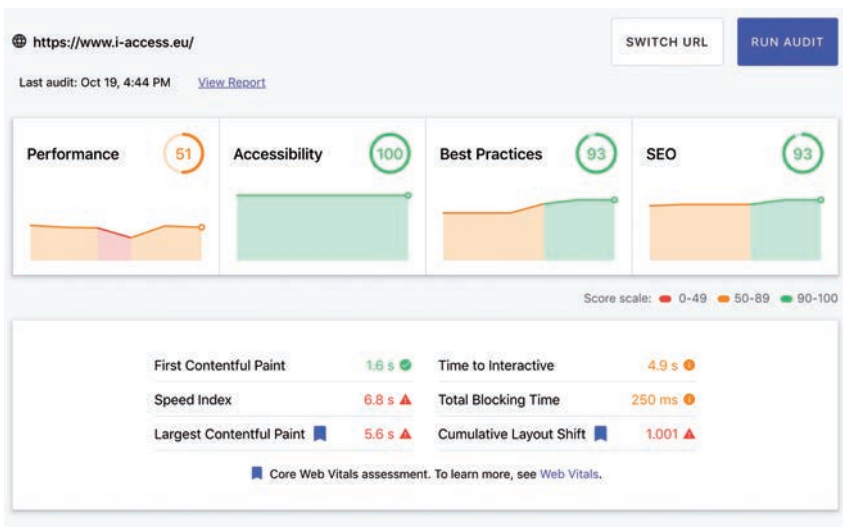 https://www.i-access.eu/
SWITCH URL
RUN AUDIT
Last audit: Oct 19, 4:44 PM View Report
Performance 51
Accessibility 100
Best Practices 93
SEO 93
Score scale: 0-49 50-89 90-100
First Contentful Paint 1.6 s
Time to Interactive 4.9 s
Speed Index 6.8 s
Total Blocking Time 250 ms
Largest Contentful Paint 5.6 s
Cumulative Layout Shift 1.001
Core Web Vitals assessment. To learn more, see Web Vitals.